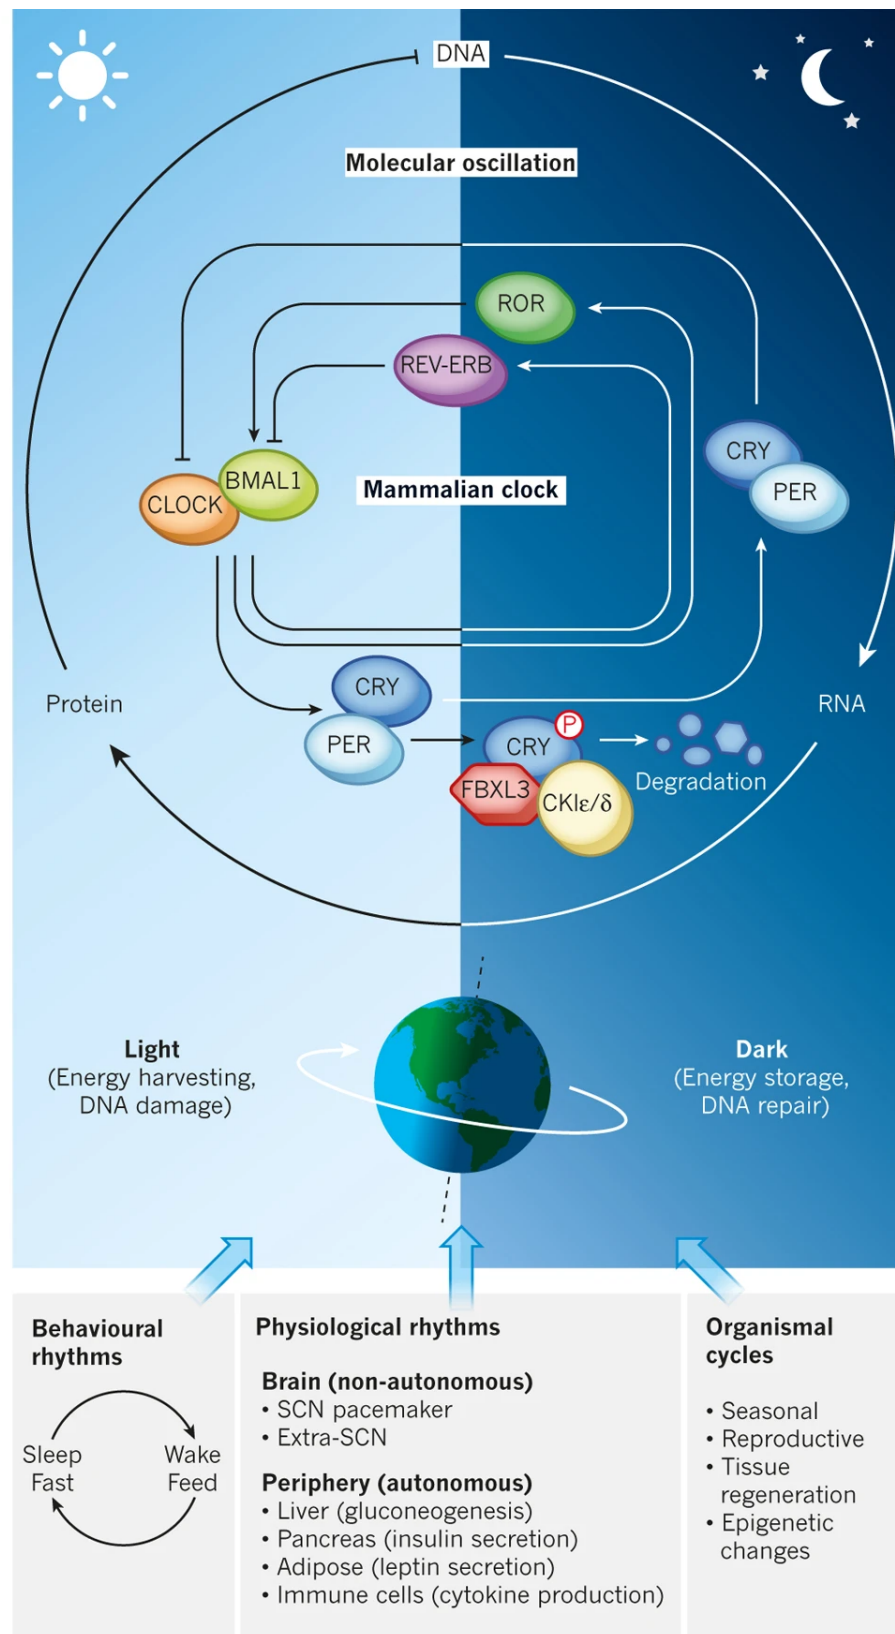 DNA
Molecular oscillation
ROR
REV-ERB
CRY
PER
BMAL1
CLOCK
Mammalian clock
Protein
RNA
CRY
PER
CRY
P
FBXL3
CKIε/δ
Degradation
Light
(Energy harvesting,
DNA damage)
Dark
(Energy storage,
DNA repair)
Behavioural
rhythms
Sleep
Fast
Wake
Feed
Physiological rhythms
Brain (non-autonomous)
• SCN pacemaker
• Extra-SCN
Periphery (autonomous)
• Liver (gluconeogenesis)
• Pancreas (insulin secretion)
• Adipose (leptin secretion)
• Immune cells (cytokine production)
Organismal
cycles
• Seasonal
• Reproductive
• Tissue
regeneration
• Epigenetic
changes